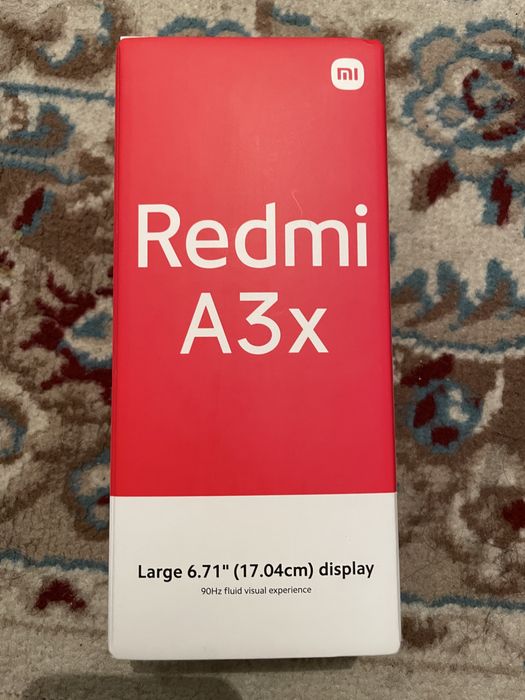 mi
Redmi
A3x
Large 6.71" (17.04cm) display
90Hz fluid visual experience